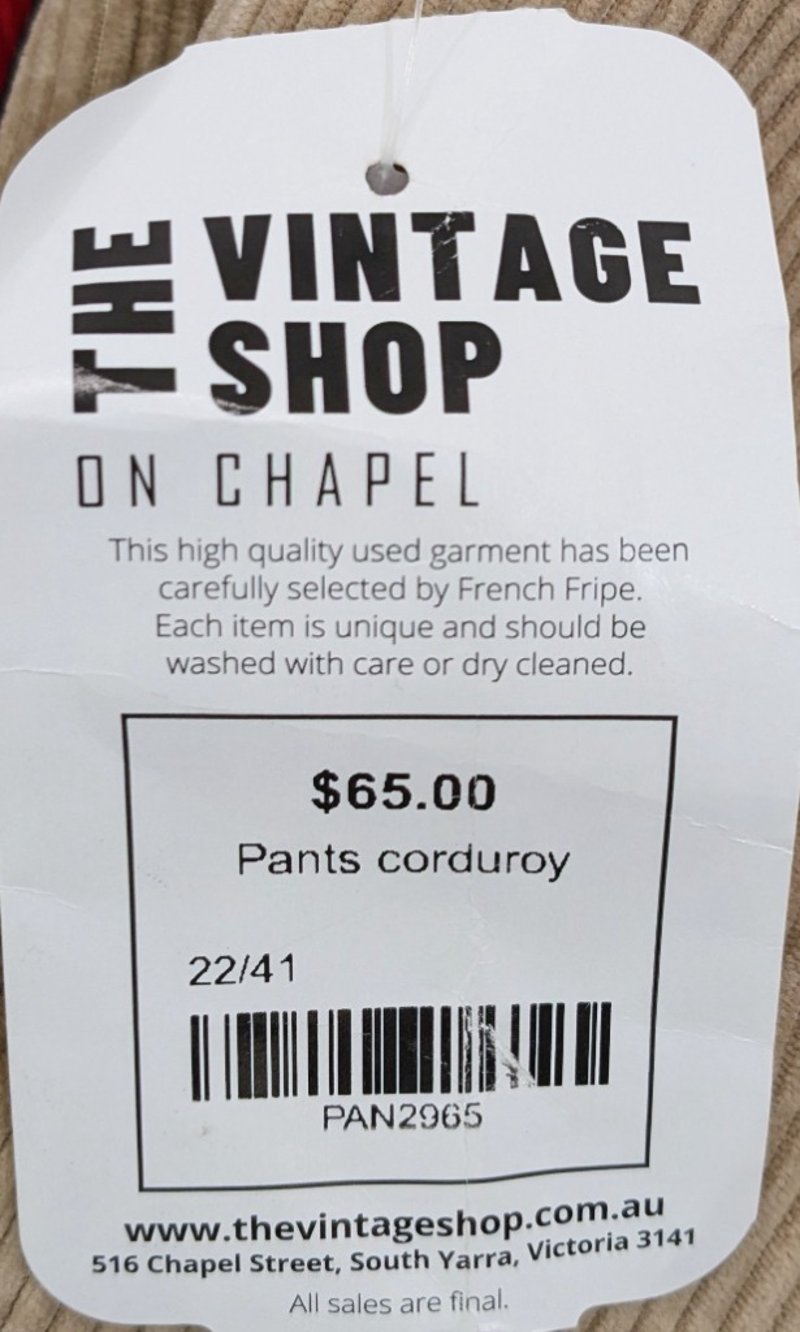 THE VINTAGE
SHOP
ON CHAPEL
This high quality used garment has been
carefully selected by French Fripe.
Each item is unique and should be
washed with care or dry cleaned.
$65.00
Pants corduroy
22/41
PAN2965
www.thevintageshop.com.au
516 Chapel Street, South Yarra, Victoria 3141
All sales are final.